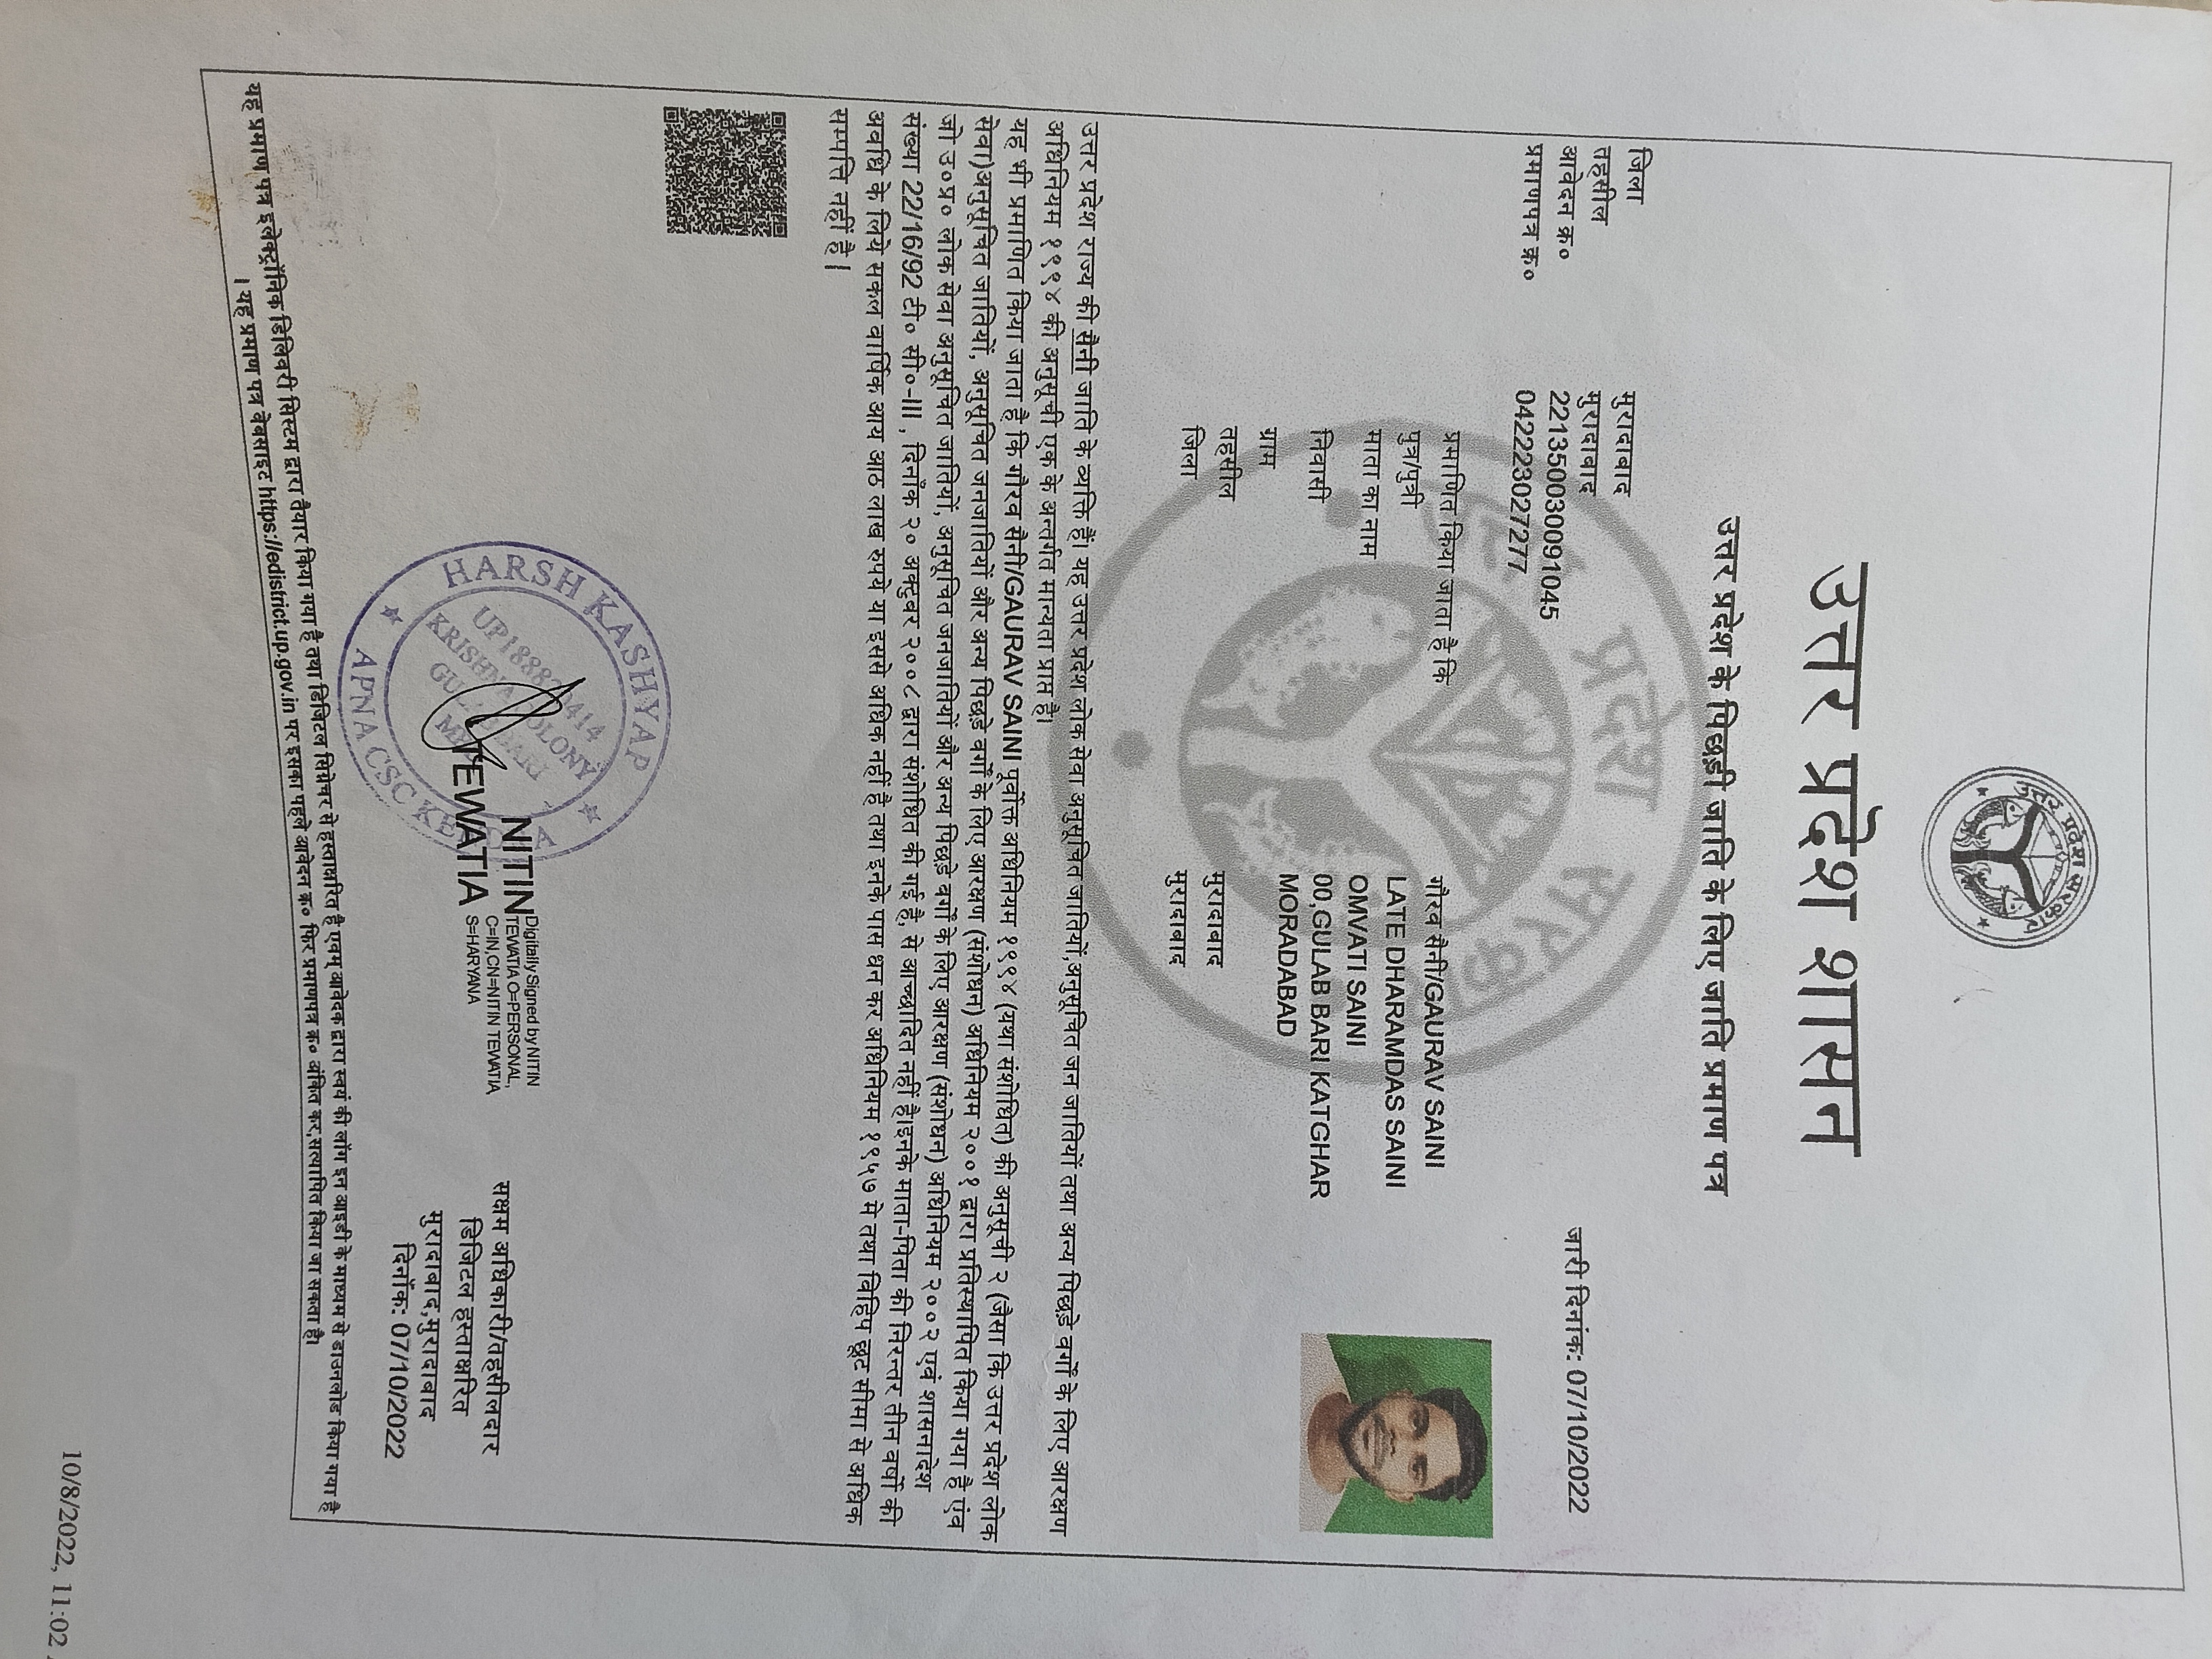 उत्तर प्रदेश सरकार
उत्तर प्रदेश शासन
उत्तर प्रदेश के पिछड़ी जाति के लिए जाति प्रमाण पत्र
जिला मुरादाबाद
तहसील मुरादाबाद
आवेदन क्र० 221350030091045 जारी दिनांक: 07/10/2022
प्रमाणपत्र क्र० 042223027277
प्रमाणित किया जाता है कि गौरव सैनी/GAURAV SAINI
पुत्र/पुत्री LATE DHARAMDAS SAINI
माता का नाम OMVATI SAINI
निवासी 00,GULAB BARI KATGHAR
MORADABAD
ग्राम
तहसील मुरादाबाद
जिला मुरादाबाद
उत्तर प्रदेश राज्य की सैनी जाति के व्यक्ति हैं। यह उत्तर प्रदेश लोक सेवा अनुसूचित जातियों,अनुसूचित जन जातियों तथा अन्य पिछड़े वर्गों के लिए आरक्षण
अधिनियम १९९४ की अनुसूची एक के अन्तर्गत मान्यता प्राप्त है।
यह भी प्रमाणित किया जाता है कि गौरव सैनी/GAURAV SAINI पूर्वोक्त अधिनियम १९९४ (यथा संशोधित) की अनुसूची २ (जैसा कि उत्तर प्रदेश लोक
सेवा)अनुसूचित जातियों, अनुसूचित जनजातियों और अन्य पिछड़े वर्गों के लिए आरक्षण (संशोधन) अधिनियम २००१ द्वारा प्रतिस्थापित किया गया है एंव
जो उ०प्र० लोक सेवा अनुसूचित जातियों, अनुसूचित जनजातियों और अन्य पिछड़े वर्गों के लिए आरक्षण (संशोधन) अधिनियम २००२ एवं शासनादेश
संख्या 22/16/92 टी० सी०-III , दिनाँक २० अक्टूबर २००८ द्वारा संशोधित की गई है, से आच्छादित नहीं है।इनके माता-पिता की निरन्तर तीन वर्षों की
अवधि के लिये सकल वार्षिक आय आठ लाख रुपये या इससे अधिक नहीं है तथा इनके पास धन कर अधिनियम १९५७ में तथा विहित छूट सीमा से अधिक
सम्पत्ति नहीं है |
HARSH KASHYAP
KRISHNA COLONY
APNA CSC KENDRA
NITIN
TEWATIA
Digitally Signed by NITIN
TEWATIA O=PERSONAL,
C=IN,CN=NITIN TEWATIA,
S=HARYANA
सक्षम अधिकारी/तहसीलदार
डिजिटल हस्ताक्षरित
मुरादाबाद,मुरादाबाद
दिनाँक: 07/10/2022
यह प्रमाण पत्र इलेक्ट्रॉनिक डिलिवरी सिस्टम द्वारा तैयार किया गया है तथा डिजिटल सिग्नेचर से हस्ताक्षरित है एवम् आवेदक द्वारा स्वयं की लॉग इन आइडी के माध्यम से डाउनलोड किया गया है
| यह प्रमाण पत्र वेबसाइट https://edistrict.up.gov.in पर इसका पहले आवेदन क्र० फिर प्रमाणपत्र क्र० अंकित कर,सत्यापित किया जा सकता है।
10/8/2022, 11:02